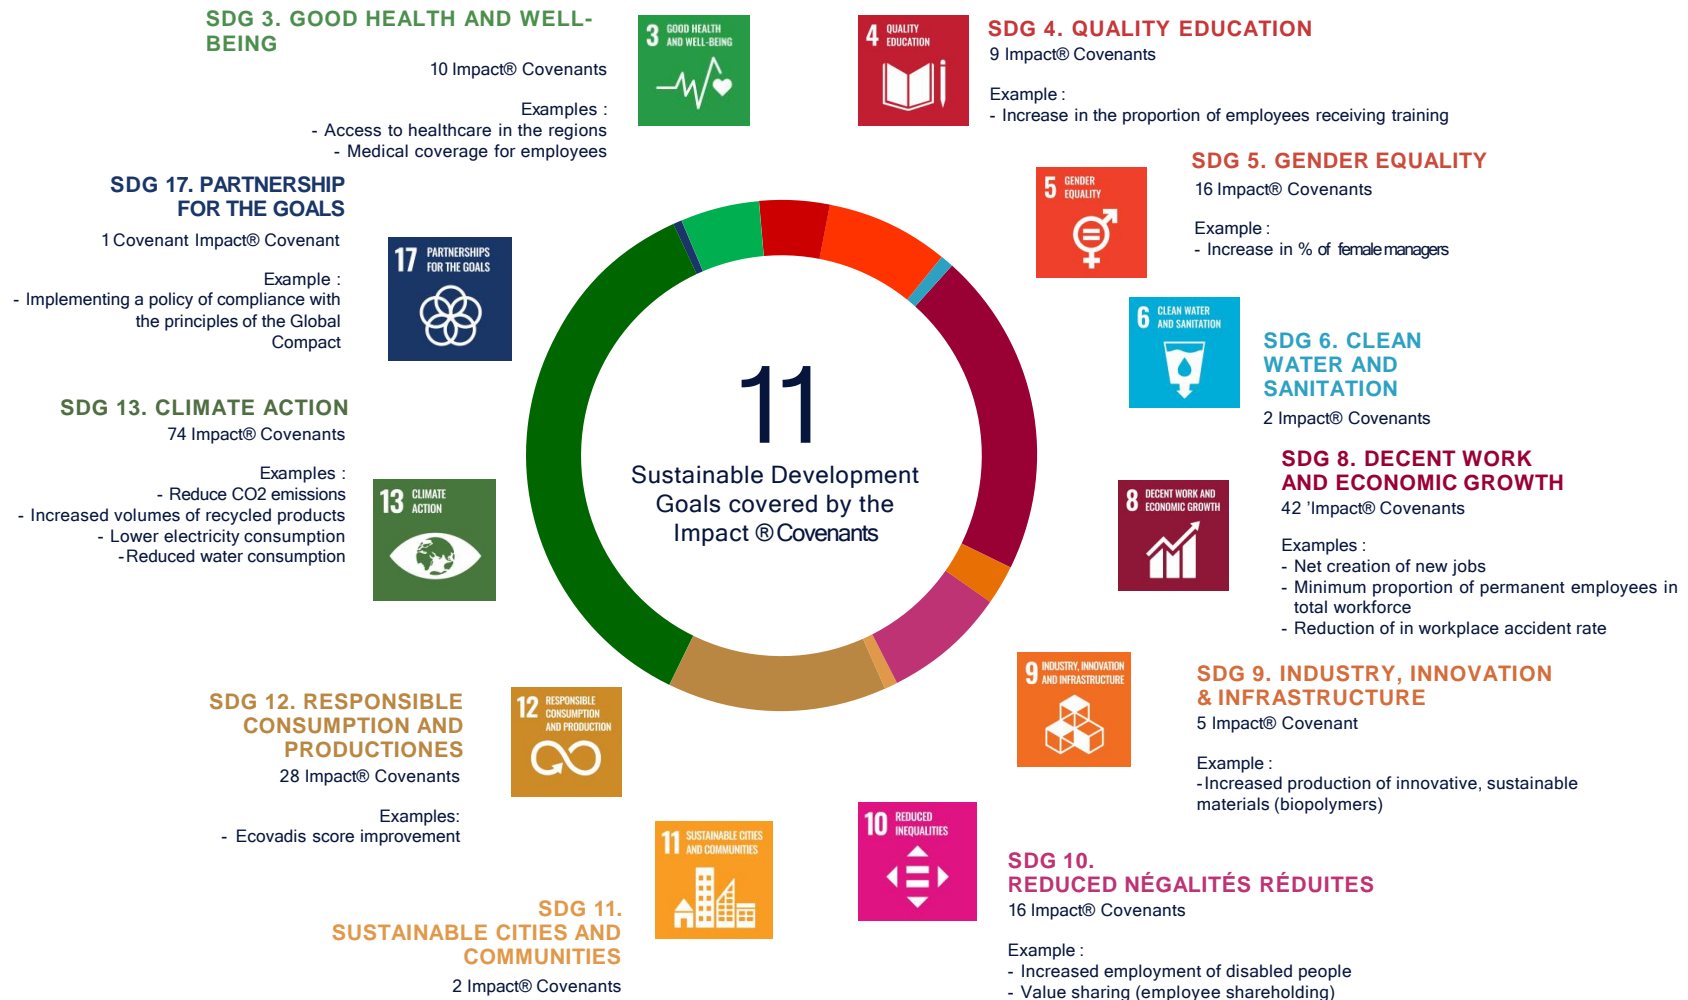 SDG 3. GOOD HEALTH AND WELL-
BEING
10 Impact® Covenants
Examples :
- Access to healthcare in the regions
- Medical coverage for employees
3 GOOD HEALTH
AND WELL-BEING
4 QUALITY
EDUCATION
SDG 4. QUALITY EDUCATION
9 Impact® Covenants
Example :
- Increase in the proportion of employees receiving training
SDG 17. PARTNERSHIP
FOR THE GOALS
1 Covenant Impact® Covenant
Example :
- Implementing a policy of compliance with
the principles of the Global
Compact
17 PARTNERSHIPS
FOR THE GOALS
5 GENDER
EQUALITY
SDG 5. GENDER EQUALITY
16 Impact® Covenants
Example :
- Increase in % of female managers
6 CLEAN WATER
AND SANITATION
SDG 6. CLEAN
WATER AND
SANITATION
2 Impact® Covenants
11
Sustainable Development
Goals covered by the
Impact ® Covenants
SDG 13. CLIMATE ACTION
74 Impact® Covenants
Examples :
- Reduce CO2 emissions
- Increased volumes of recycled products
- Lower electricity consumption
- Reduced water consumption
13 CLIMATE
ACTION
8 DECENT WORK AND
ECONOMIC GROWTH
SDG 8. DECENT WORK
AND ECONOMIC GROWTH
42 'Impact® Covenants
Examples :
- Net creation of new jobs
- Minimum proportion of permanent employees in
total workforce
- Reduction of in workplace accident rate
SDG 12. RESPONSIBLE
CONSUMPTION AND
PRODUCTIONES
28 Impact® Covenants
Examples:
- Ecovadis score improvement
12 RESPONSIBLE
CONSUMPTION
AND PRODUCTION
9 INDUSTRY, INNOVATION
AND INFRASTRUCTURE
SDG 9. INDUSTRY, INNOVATION
& INFRASTRUCTURE
5 Impact® Covenant
Example :
- Increased production of innovative, sustainable
materials (biopolymers)
11 SUSTAINABLE CITIES
AND COMMUNITIES
SDG 11.
SUSTAINABLE CITIES AND
COMMUNITIES
2 Impact® Covenants
10 REDUCED
INEQUALITIES
SDG 10.
REDUCED NÉGALITÉS RÉDUITES
16 Impact® Covenants
Example :
- Increased employment of disabled people
- Value sharing (employee shareholding)